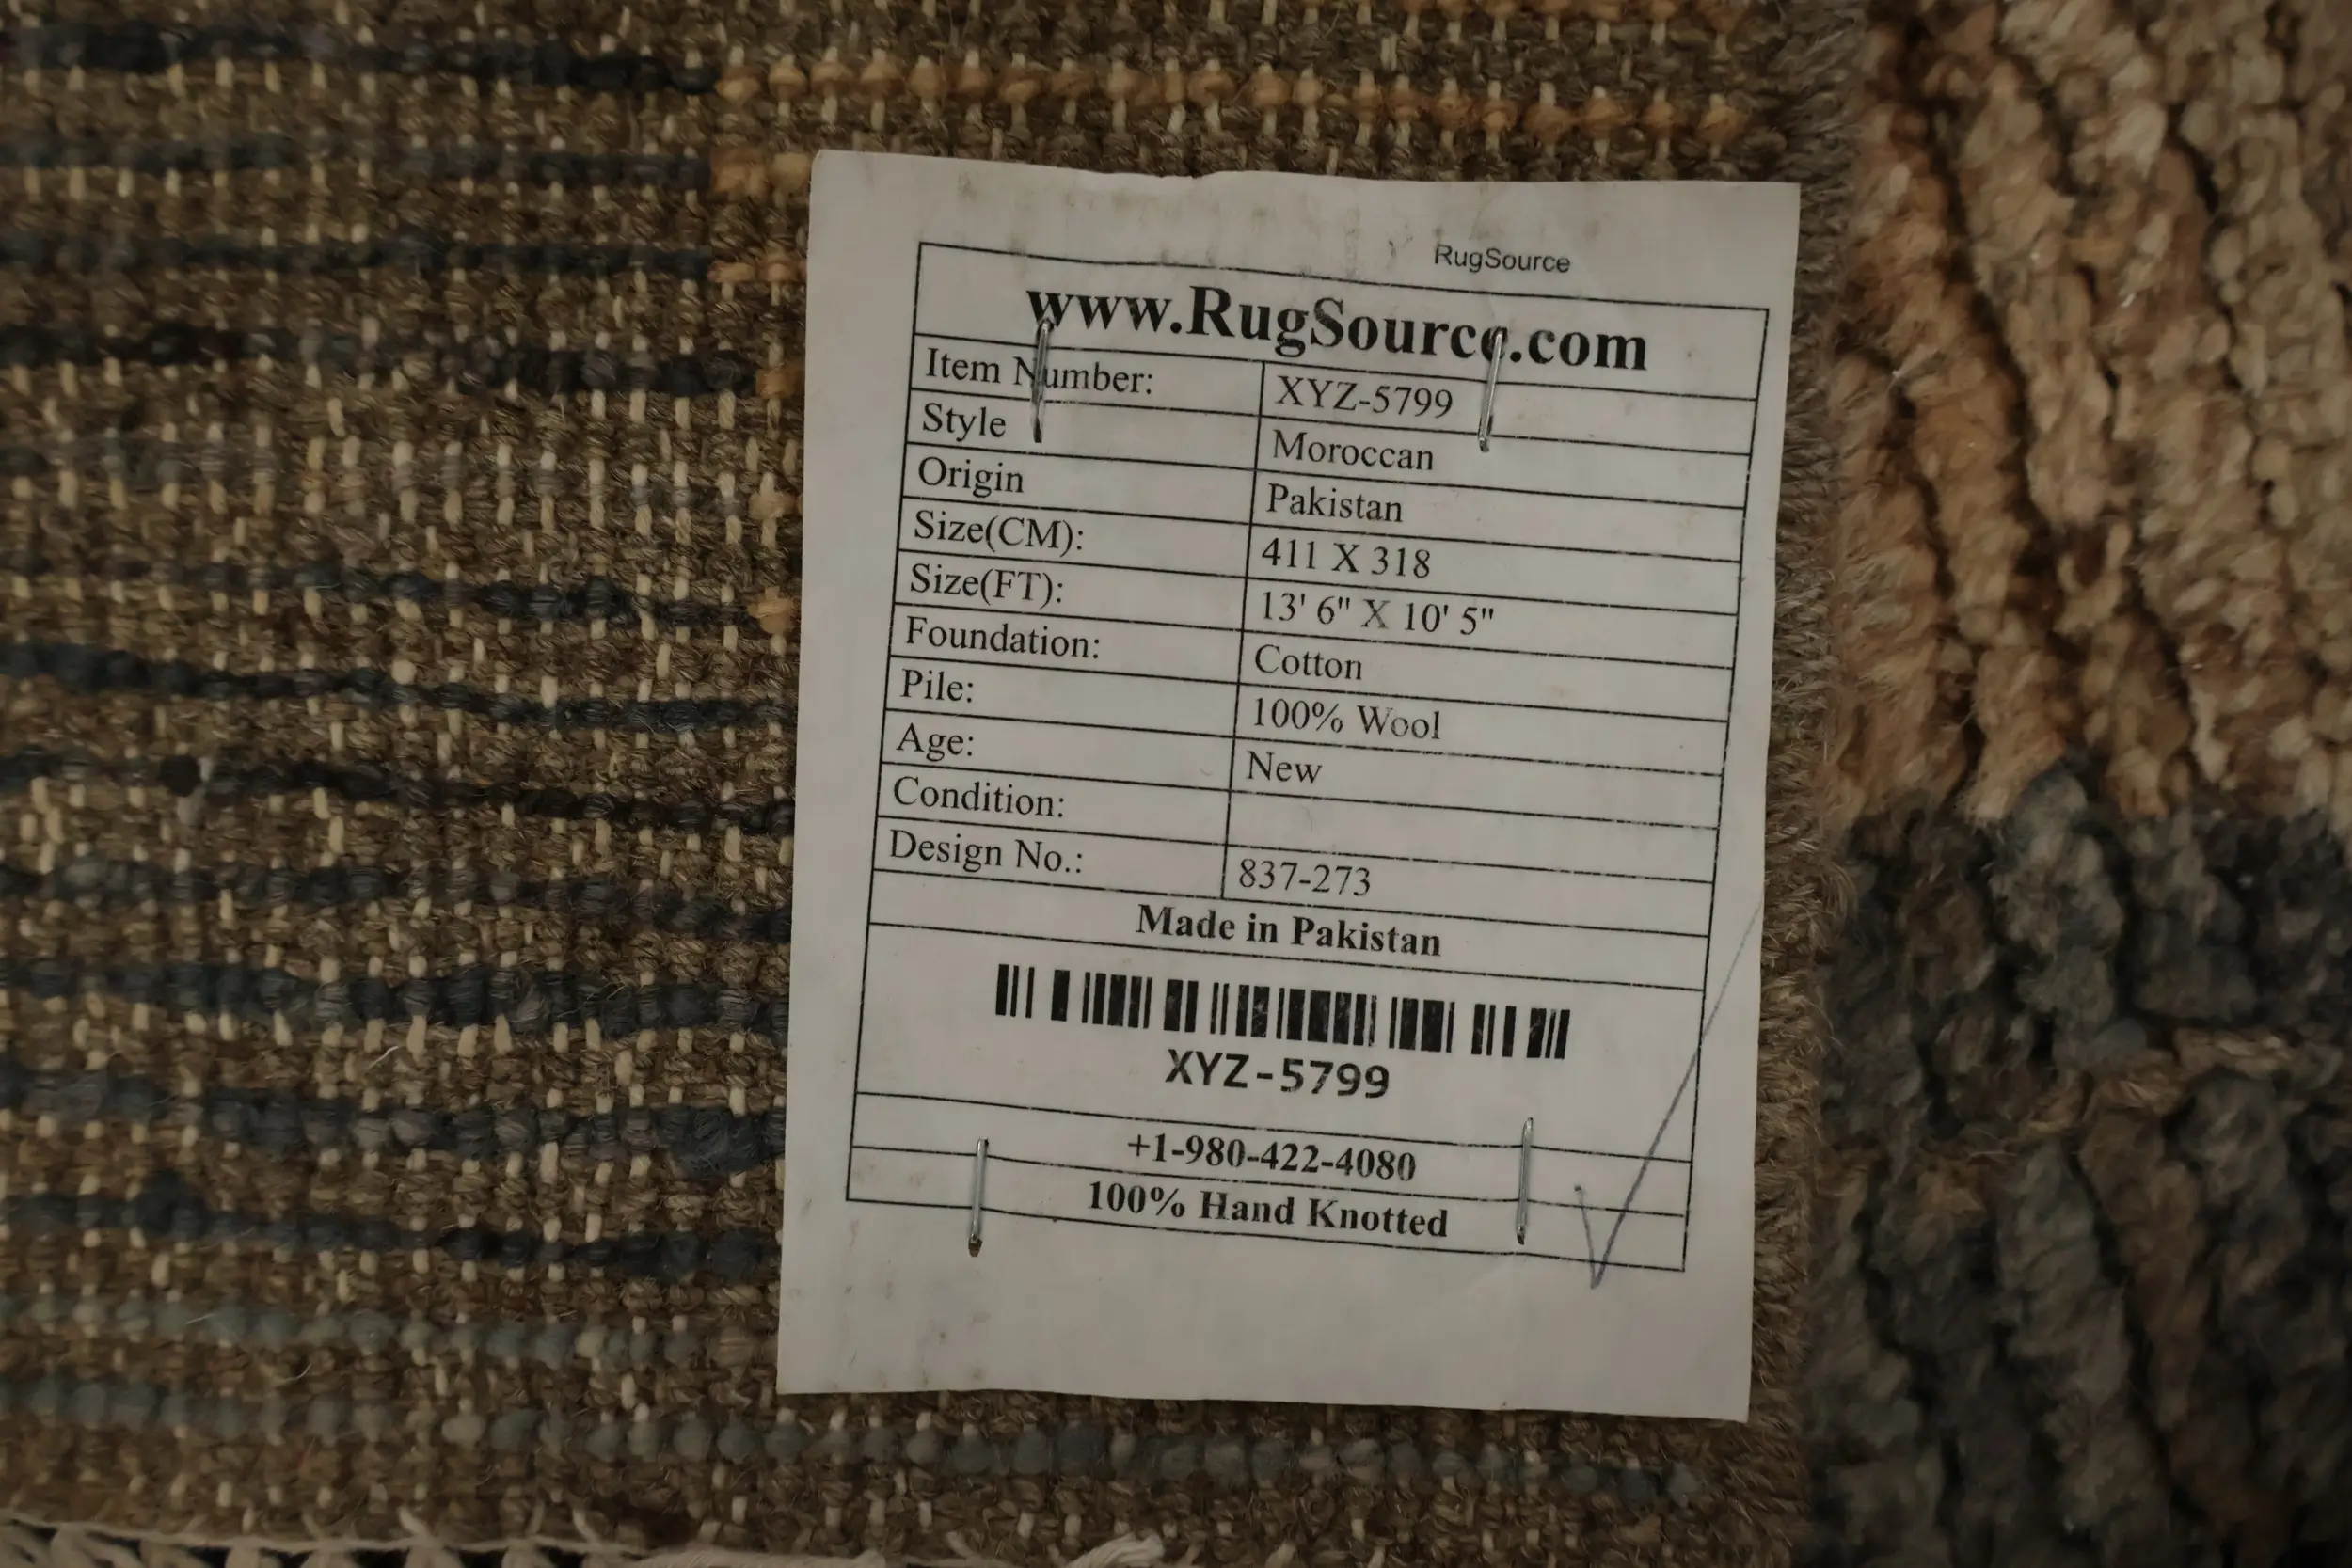 RugSource
www.RugSource.com
Item Number: XYZ-5799
Style Moroccan
Origin Pakistan
Size(CM): 411 X 318
Size(FT): 13' 6" X 10' 5"
Foundation: Cotton
Pile: 100% Wool
Age: New
Condition:
Design No.: 837-273
Made in Pakistan
XYZ-5799
+1-980-422-4080
100% Hand Knotted